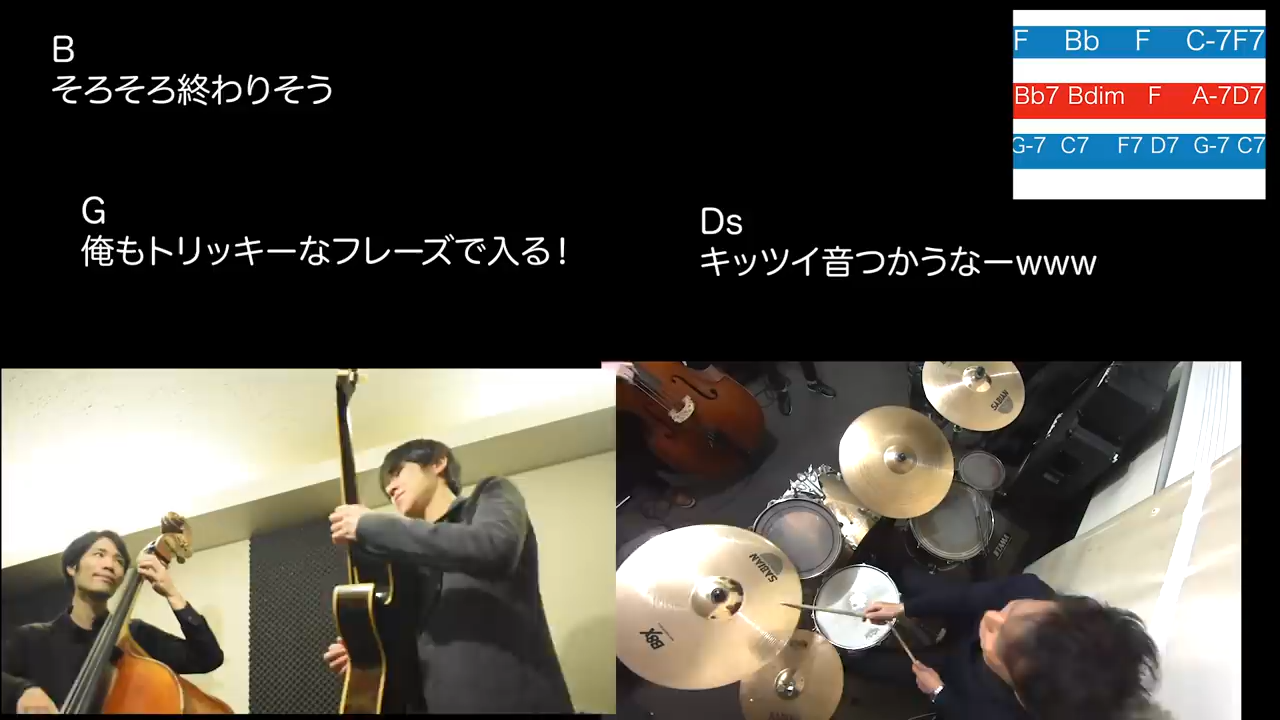 B
そろそろ終わりそう
F Bb F C-7F7
Bb7 Bdim F A-7D7
G-7 C7 F7 D7 G-7 C7
G
俺もトリッキーなフレーズで入る!
Ds
キッツイ音つかうなーwww
SABIAN
SABIAN
BBX
TAMA